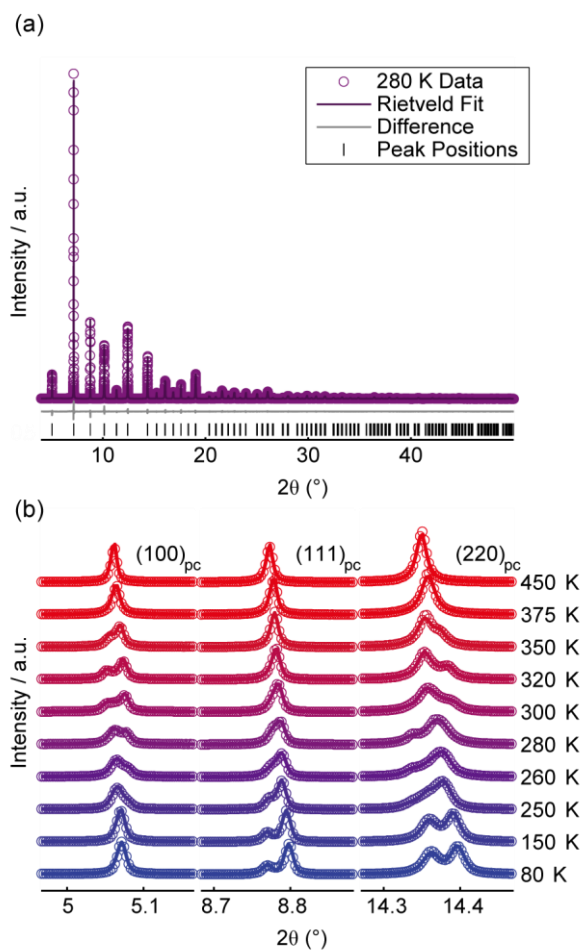 (a)
280 K Data
Rietveld Fit
Difference
Peak Positions
Intensity / a.u.
10 20 30 40
2θ (°)
(b)
(100)pc (111)pc (220)pc
450 K
375 K
350 K
320 K
300 K
280 K
260 K
250 K
150 K
80 K
Intensity / a.u.
5 5.1 8.7 8.8 14.3 14.4
2θ (°)